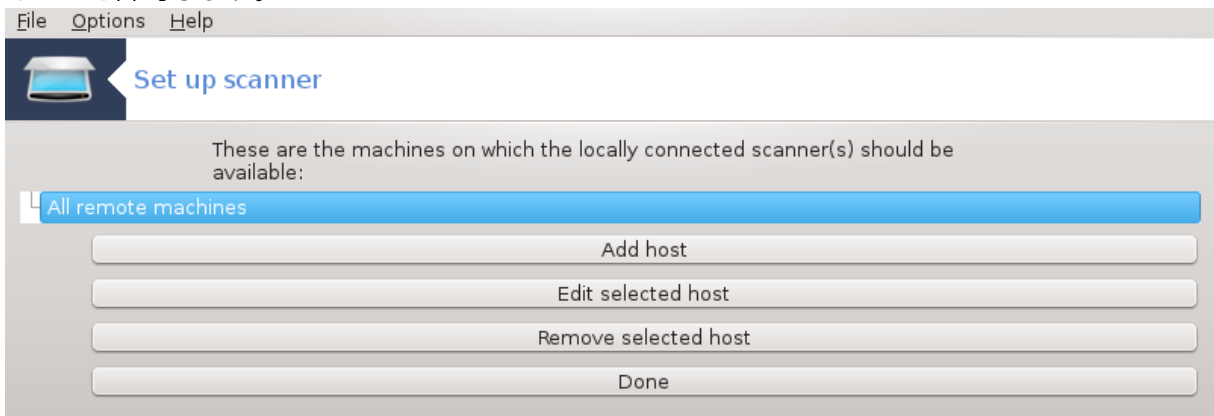 File Options Help
Set up scanner
These are the machines on which the locally connected scanner(s) should be
available:
All remote machines
Add host
Edit selected host
Remove selected host
Done